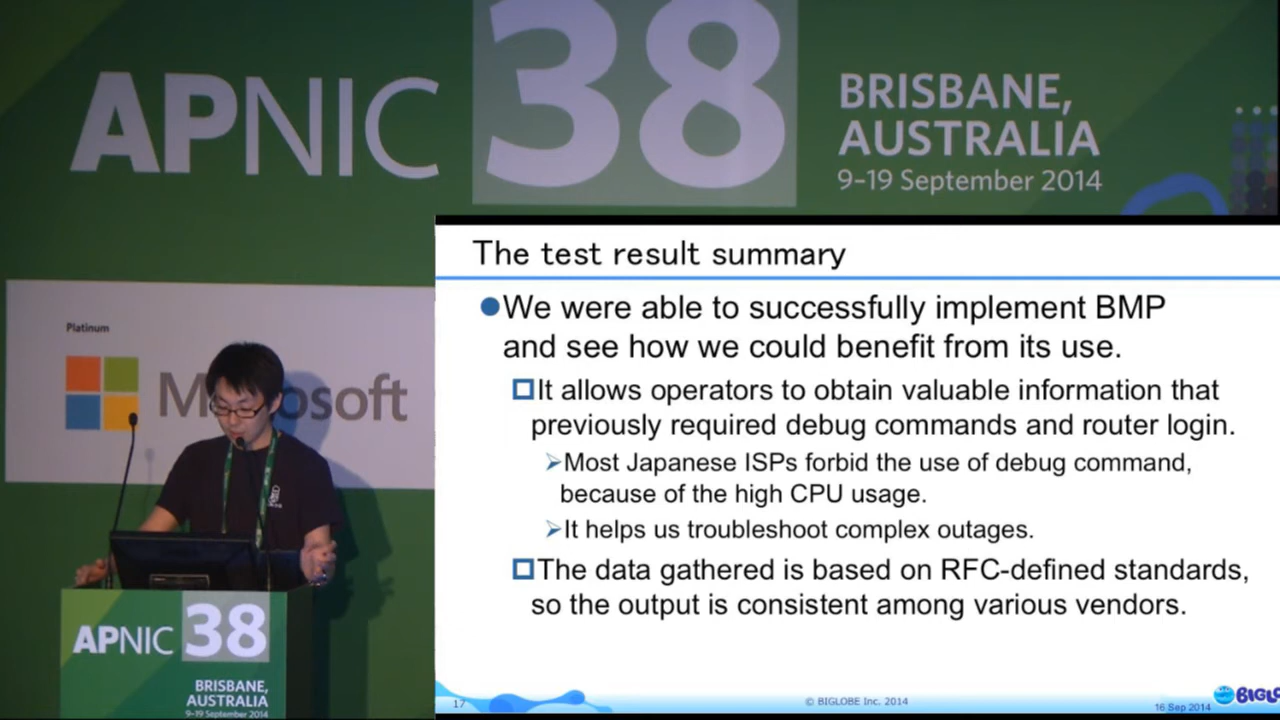 APNIC 38
BRISBANE,
AUSTRALIA
9–19 September 2014
Platinum
Microsoft
APNIC 38
BRISBANE,
AUSTRALIA
9–19 September 2014
The test result summary
We were able to successfully implement BMP
and see how we could benefit from its use.
It allows operators to obtain valuable information that
previously required debug commands and router login.
Most Japanese ISPs forbid the use of debug command,
because of the high CPU usage.
It helps us troubleshoot complex outages.
The data gathered is based on RFC-defined standards,
so the output is consistent among various vendors.
17
© BIGLOBE Inc. 2014
16 Sep 2014